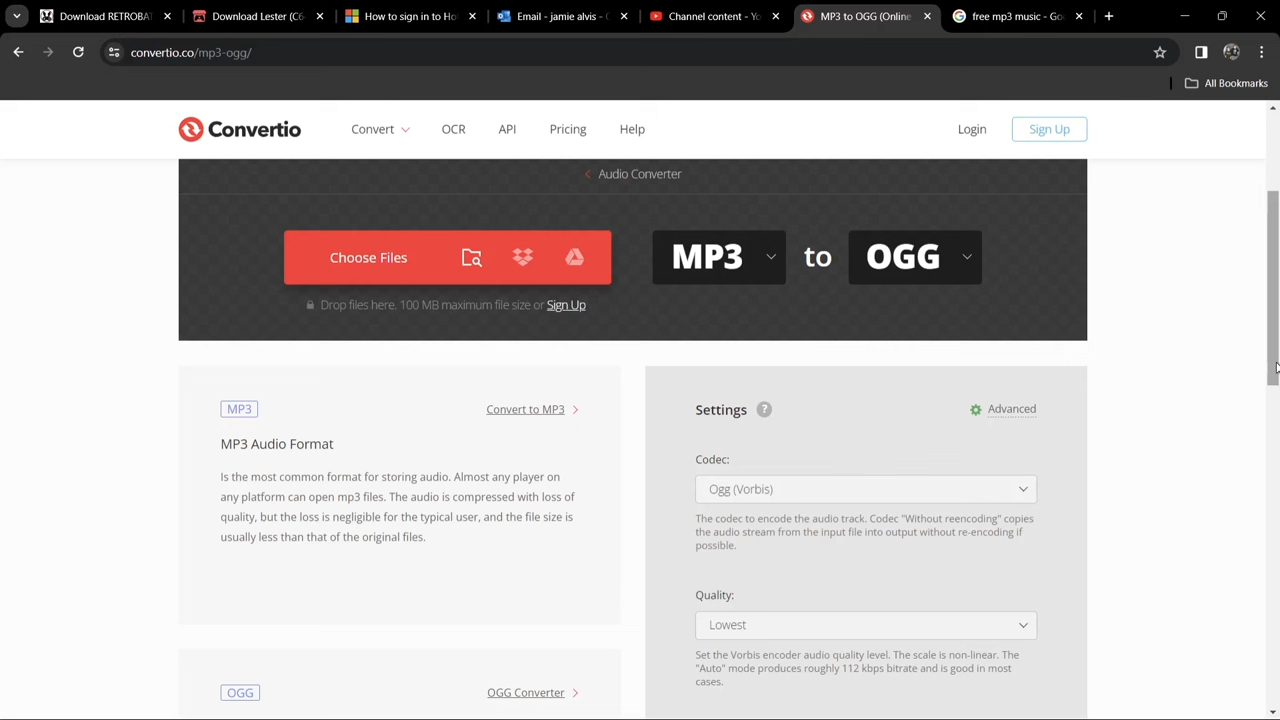 Download RETROBAT
Download Lester (C6
How to sign in to Ho
Email - jamie alvis -
Channel content - Yo
MP3 to OGG (Online
free mp3 music - Go
convertio.co/mp3-ogg/
All Bookmarks
Convertio
Convert
OCR
API
Pricing
Help
Login
Sign Up
Audio Converter
Choose Files
MP3 to OGG
Drop files here. 100 MB maximum file size or Sign Up
MP3
Convert to MP3
MP3 Audio Format
Is the most common format for storing audio. Almost any player on
any platform can open mp3 files. The audio is compressed with loss of
quality, but the loss is negligible for the typical user, and the file size is
usually less than that of the original files.
OGG
OGG Converter
Settings ?
Advanced
Codec:
Ogg (Vorbis)
The codec to encode the audio track. Codec "Without reencoding" copies
the audio stream from the input file into output without re-encoding if
possible.
Quality:
Lowest
Set the Vorbis encoder audio quality level. The scale is non-linear. The
"Auto" mode produces roughly 112 kbps bitrate and is good in most
cases.